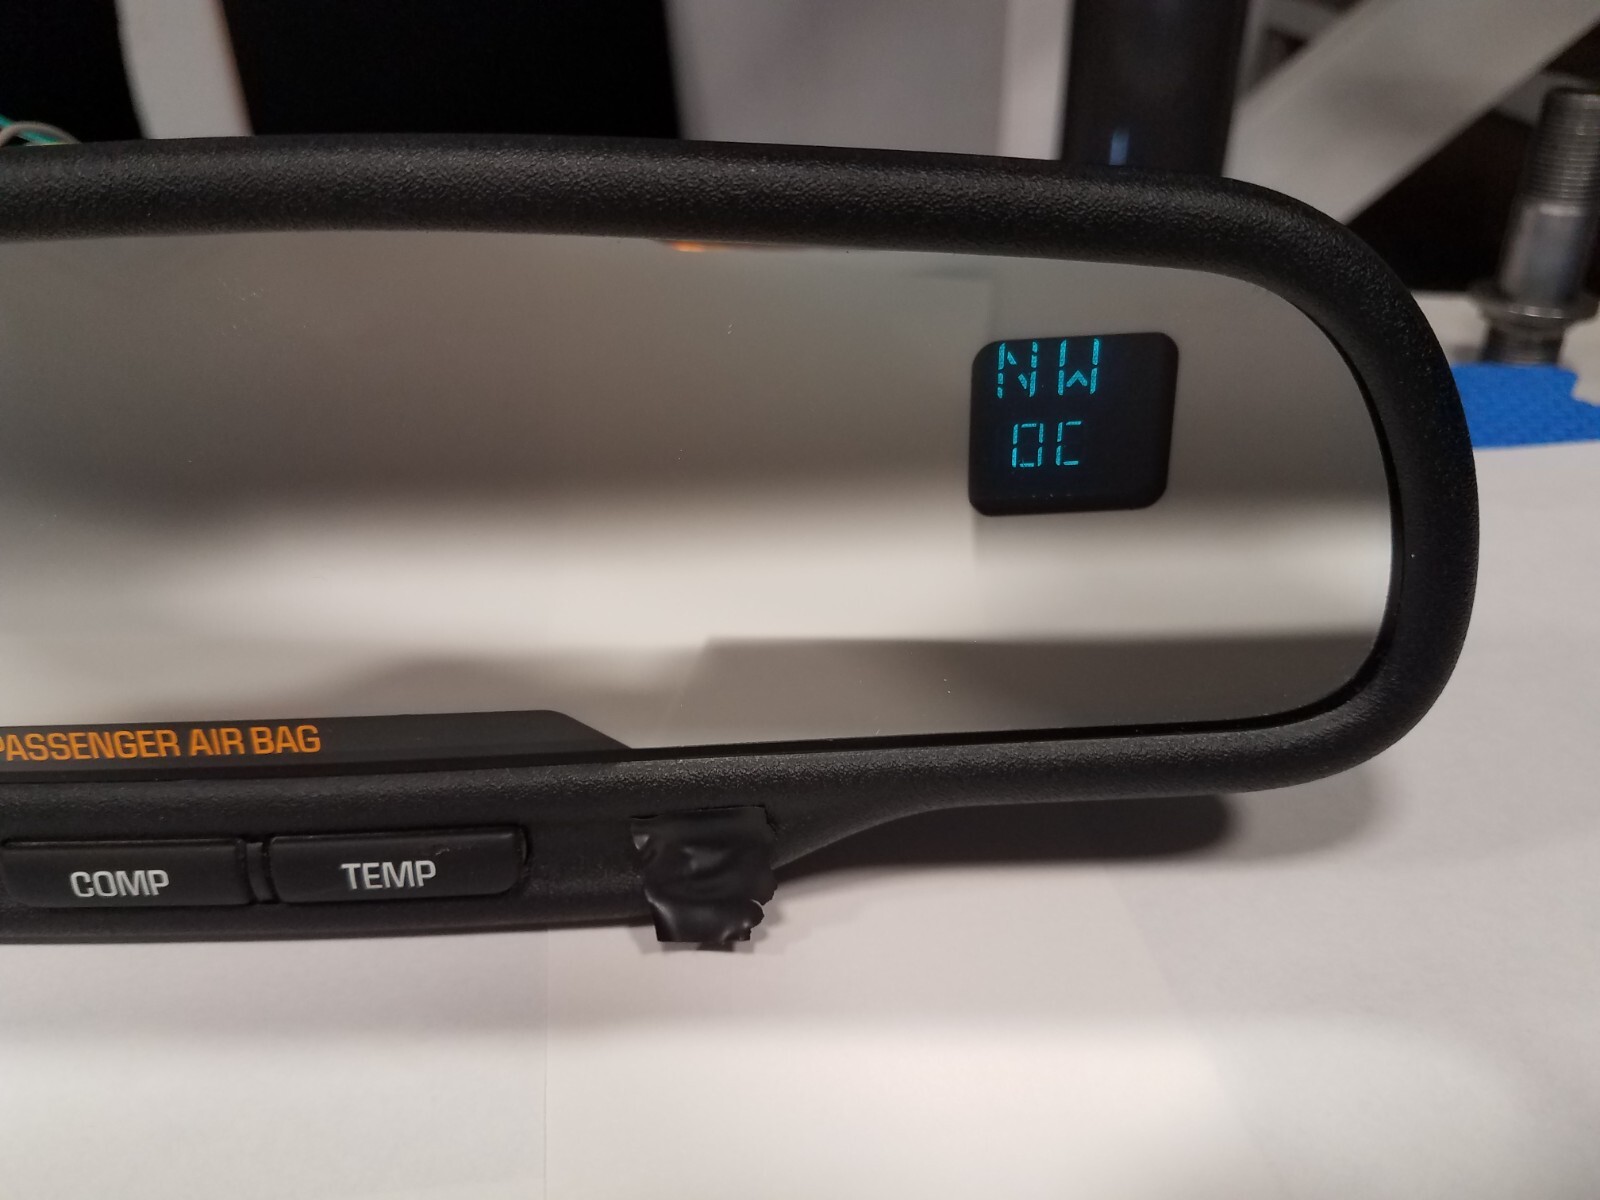 NW
0C
PASSENGER AIR BAG
COMP
TEMP